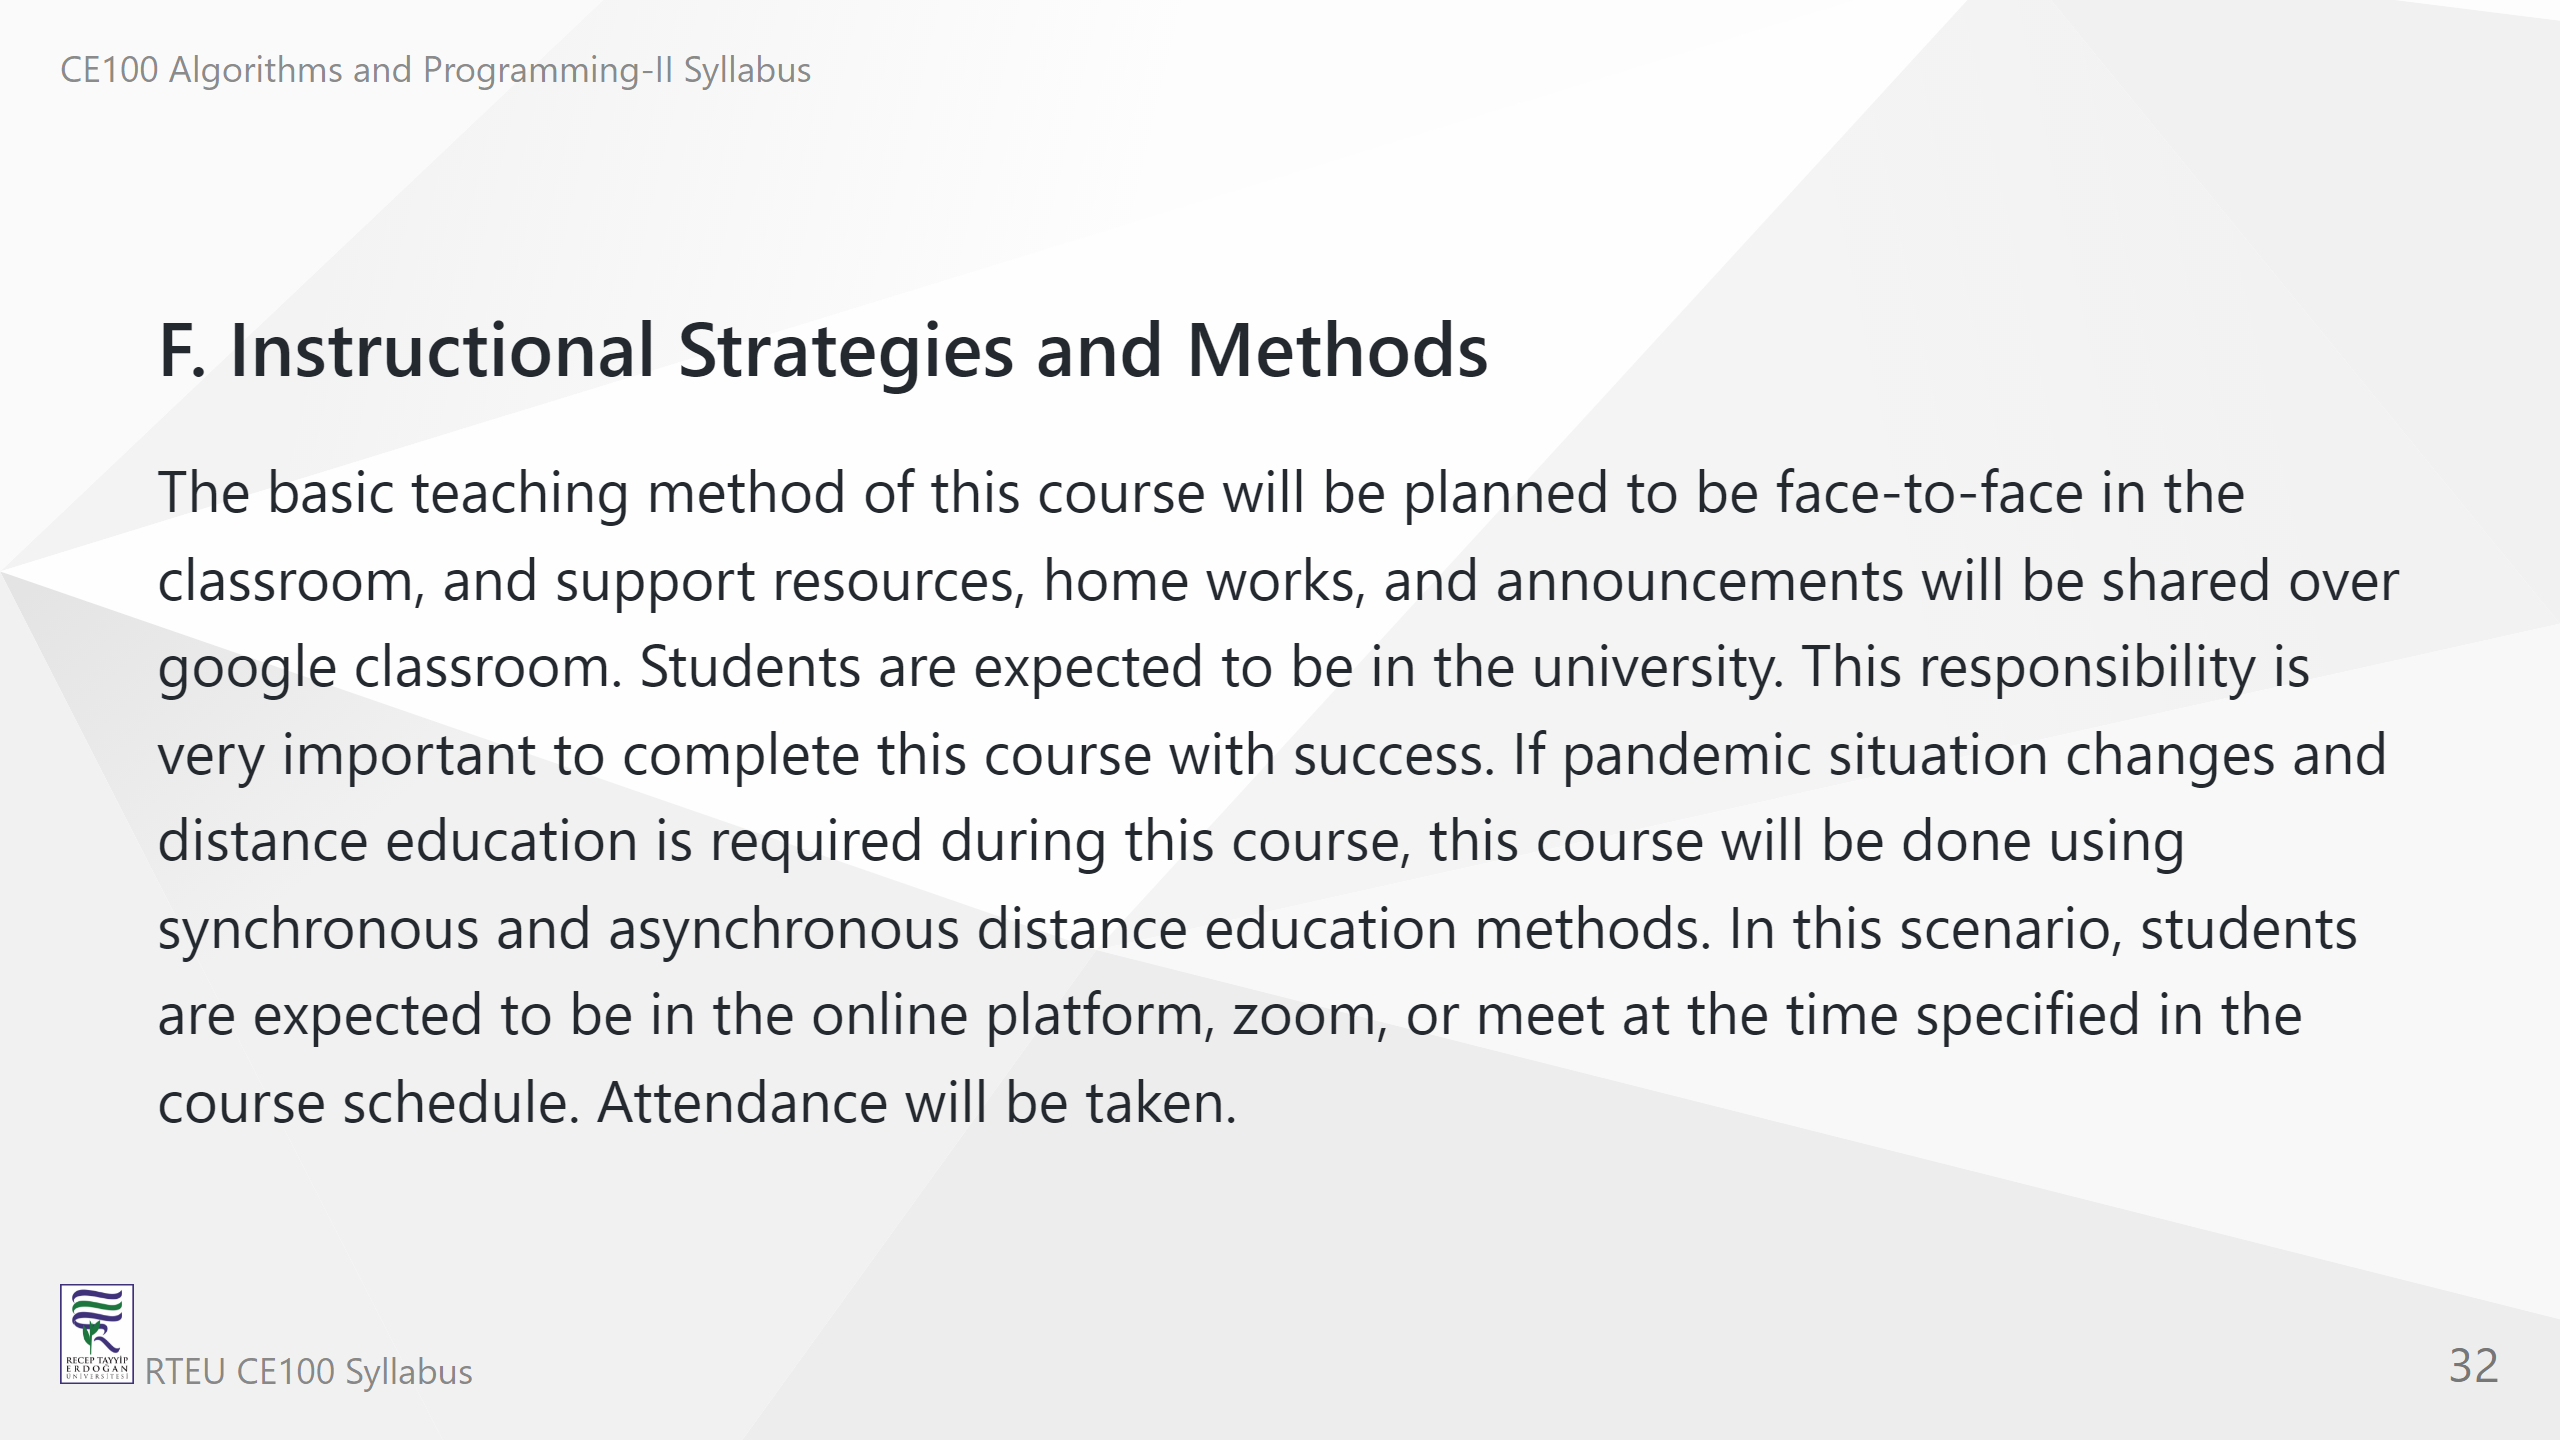 CE100 Algorithms and Programming-II Syllabus
F. Instructional Strategies and Methods
The basic teaching method of this course will be planned to be face-to-face in the
classroom, and support resources, home works, and announcements will be shared over
google classroom. Students are expected to be in the university. This responsibility is
very important to complete this course with success. If pandemic situation changes and
distance education is required during this course, this course will be done using
synchronous and asynchronous distance education methods. In this scenario, students
are expected to be in the online platform, zoom, or meet at the time specified in the
course schedule. Attendance will be taken.
RECEP TAYYİP
ERDOĞAN
ÜNİVERSİTESİ
RTEU CE100 Syllabus
32